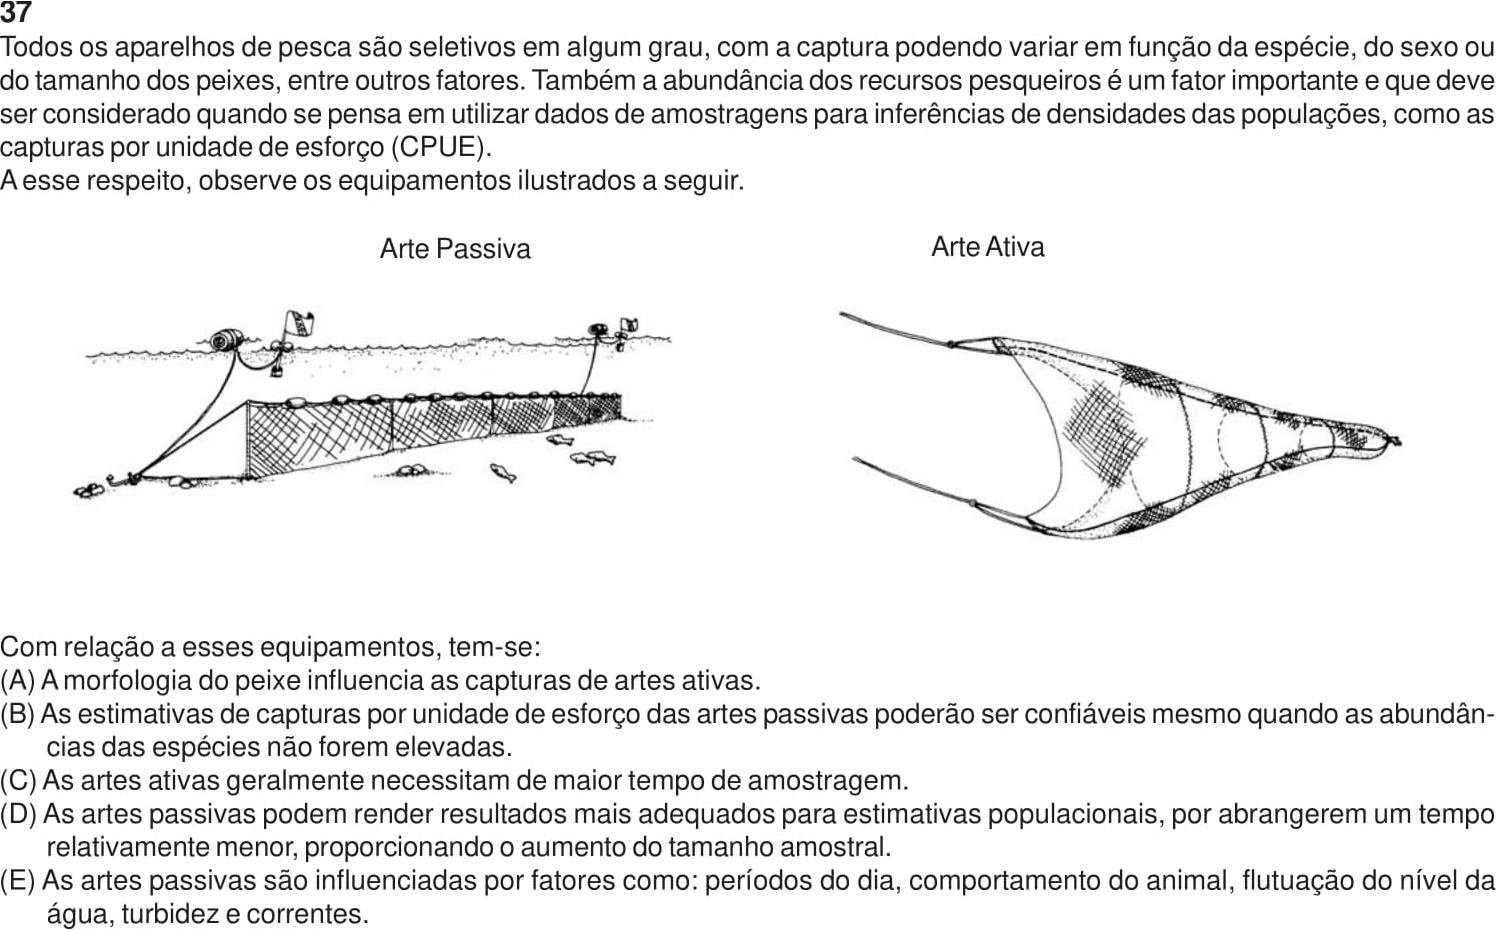 37
Todos os aparelhos de pesca são seletivos em algum grau, com a captura podendo variar em função da espécie, do sexo ou
do tamanho dos peixes, entre outros fatores. Também a abundância dos recursos pesqueiros é um fator importante e que deve
ser considerado quando se pensa em utilizar dados de amostragens para inferências de densidades das populações, como as
capturas por unidade de esforço (CPUE).
A esse respeito, observe os equipamentos ilustrados a seguir.
Arte Passiva
Arte Ativa
Com relação a esses equipamentos, tem-se:
(A) A morfologia do peixe influencia as capturas de artes ativas.
(B) As estimativas de capturas por unidade de esforço das artes passivas poderão ser confiáveis mesmo quando as abundân-
cias das espécies não forem elevadas.
(C) As artes ativas geralmente necessitam de maior tempo de amostragem.
(D) As artes passivas podem render resultados mais adequados para estimativas populacionais, por abrangerem um tempo
relativamente menor, proporcionando o aumento do tamanho amostral.
(E) As artes passivas são influenciadas por fatores como: períodos do dia, comportamento do animal, flutuação do nível da
água, turbidez e correntes.